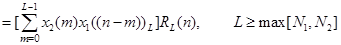 =[∑_{m=0}^{L-1} x₂(m)x₁((n−m))_L]R_L(n),    L ≥ max[N₁, N₂]